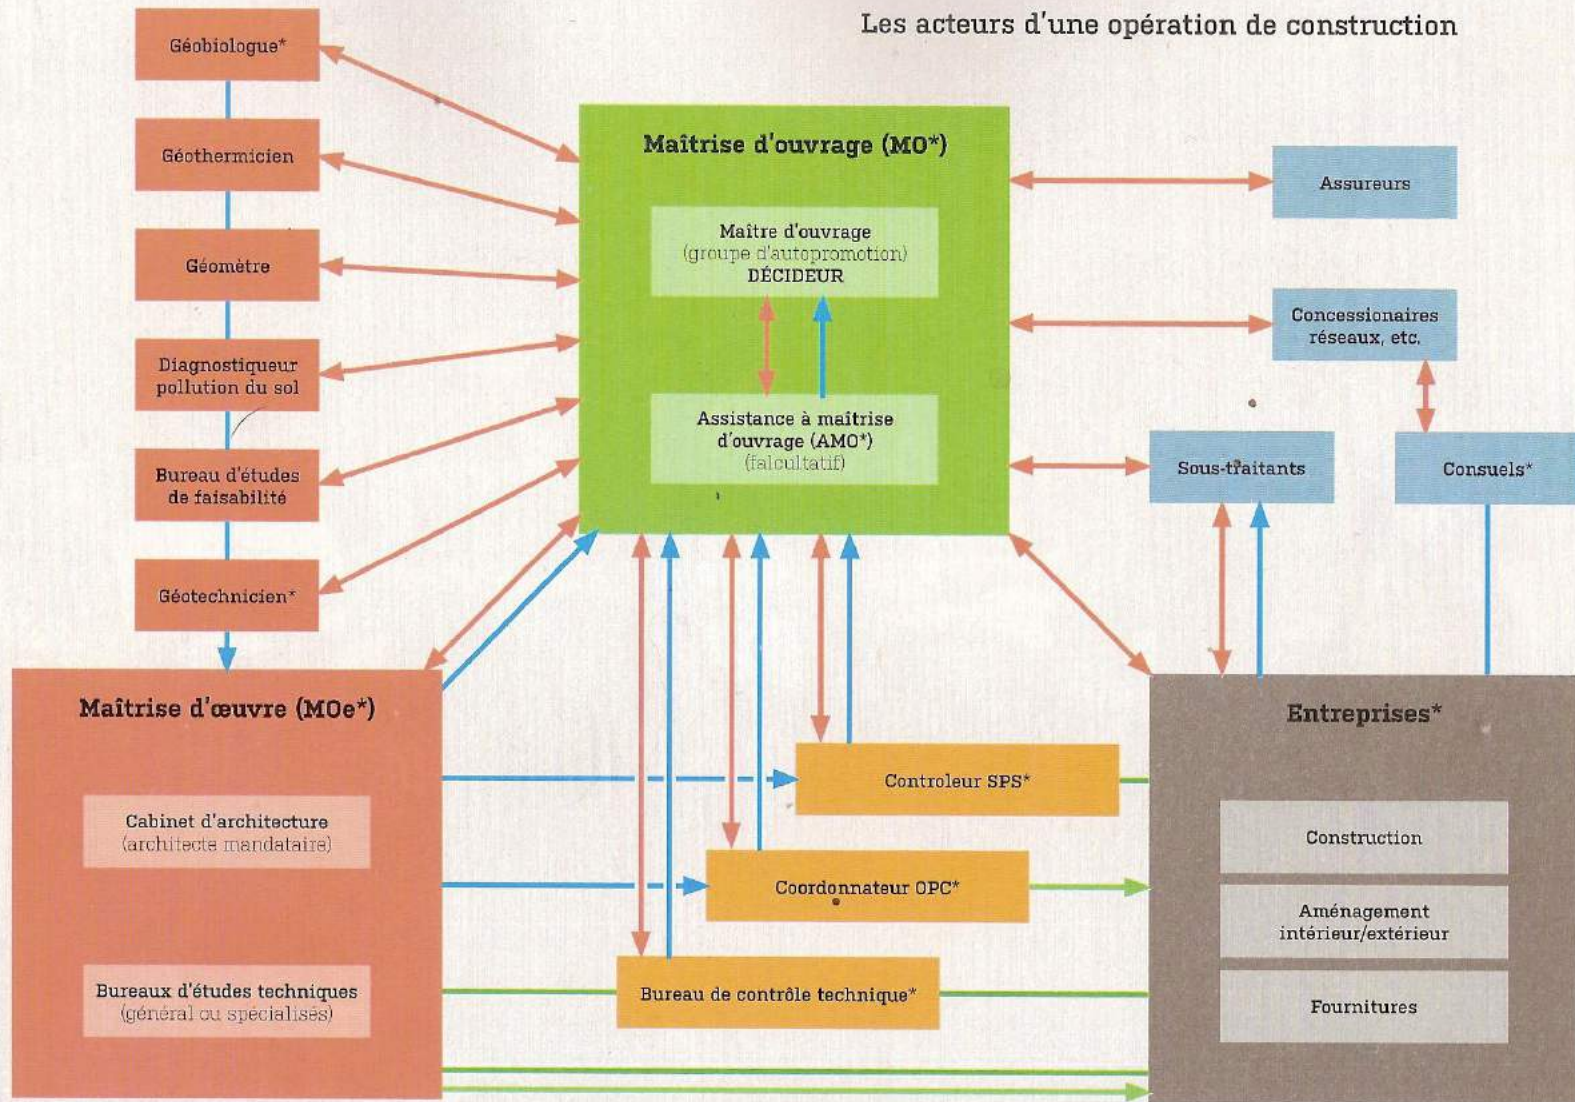 Les acteurs d'une opération de construction
Géobiologue*
Géothermicien
Géomètre
Diagnostiqueur
pollution du sol
Bureau d'études
de faisabilité
Géotechnicien*
Maîtrise d'ouvrage (MO*)
Maître d'ouvrage
(groupe d'autopromotion)
DÉCIDEUR
Assistance à maîtrise
d'ouvrage (AMO*)
(falcultatif)
Assureurs
Concessionaires
réseaux, etc.
Sous-traitants
Consuels*
Maîtrise d'œuvre (MOe*)
Cabinet d'architecture
(architecte mandataire)
Bureaux d'études techniques
(général ou spécialisés)
Controleur SPS*
Coordonnateur OPC*
Bureau de contrôle technique*
Entreprises*
Construction
Aménagement
intérieur/extérieur
Fournitures